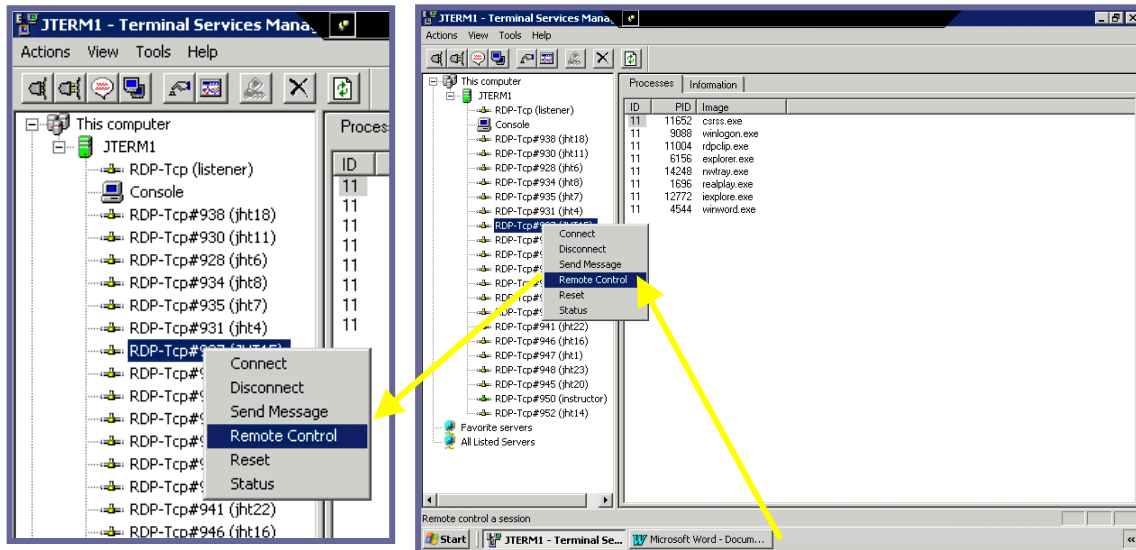 JTERM1 - Terminal Services Mana
Actions View Tools Help
This computer
Proces
JTERM1
RDP-Tcp (listener)
ID
Console
11
RDP-Tcp#938 (jht18)
11
RDP-Tcp#930 (jht11)
11
RDP-Tcp#928 (jht6)
11
RDP-Tcp#934 (jht8)
11
RDP-Tcp#935 (jht7)
11
RDP-Tcp#931 (jht4)
11
11
Connect
Disconnect
Send Message
Remote Control
Reset
Status
RDP-Tcp#941 (jht22)
RDP-Tcp#946 (jht16)
JTERM1 - Terminal Services Mana
Actions View Tools Help
This computer
JTERM1
RDP-Tcp (listener)
Console
RDP-Tcp#938 (jht18)
RDP-Tcp#930 (jht11)
RDP-Tcp#928 (jht6)
RDP-Tcp#934 (jht8)
RDP-Tcp#935 (jht7)
RDP-Tcp#931 (jht4)
Connect
Disconnect
Send Message
Remote Control
Reset
Status
RDP-Tcp#941 (jht22)
RDP-Tcp#946 (jht16)
RDP-Tcp#947 (jht1)
RDP-Tcp#948 (jht23)
RDP-Tcp#945 (jht20)
RDP-Tcp#950 (instructor)
RDP-Tcp#952 (jht14)
Favorite servers
All Listed Servers
Processes Information
ID PID Image
11 11652 csrss.exe
11 9088 winlogon.exe
11 11004 rdpclip.exe
11 6156 explorer.exe
11 14248 nwtray.exe
11 1696 realplay.exe
11 12772 iexplore.exe
11 4544 winword.exe
Remote control a session
Start JTERM1 - Terminal Se... Microsoft Word - Docum... «